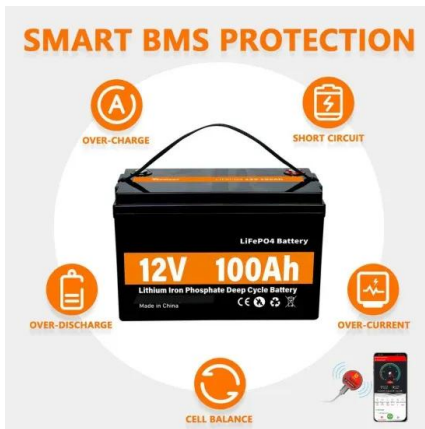 SMART BMS PROTECTION
OVER-CHARGE
SHORT CIRCUIT
LiFePO4 Battery
12V 100Ah
Lithium Iron Phosphate Deep Cycle Battery
Made in China
CE
OVER-DISCHARGE
OVER-CURRENT
CELL BALANCE